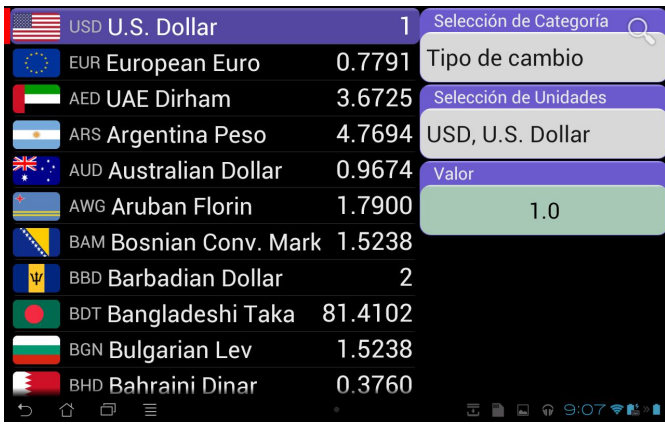 USD U.S. Dollar 1
EUR European Euro 0.7791
AED UAE Dirham 3.6725
ARS Argentina Peso 4.7694
AUD Australian Dollar 0.9674
AWG Aruban Florin 1.7900
BAM Bosnian Conv. Mark 1.5238
BBD Barbadian Dollar 2
BDT Bangladeshi Taka 81.4102
BGN Bulgarian Lev 1.5238
BHD Bahraini Dinar 0.3760
Selección de Categoría
Tipo de cambio
Selección de Unidades
USD, U.S. Dollar
Valor
1.0
9:07